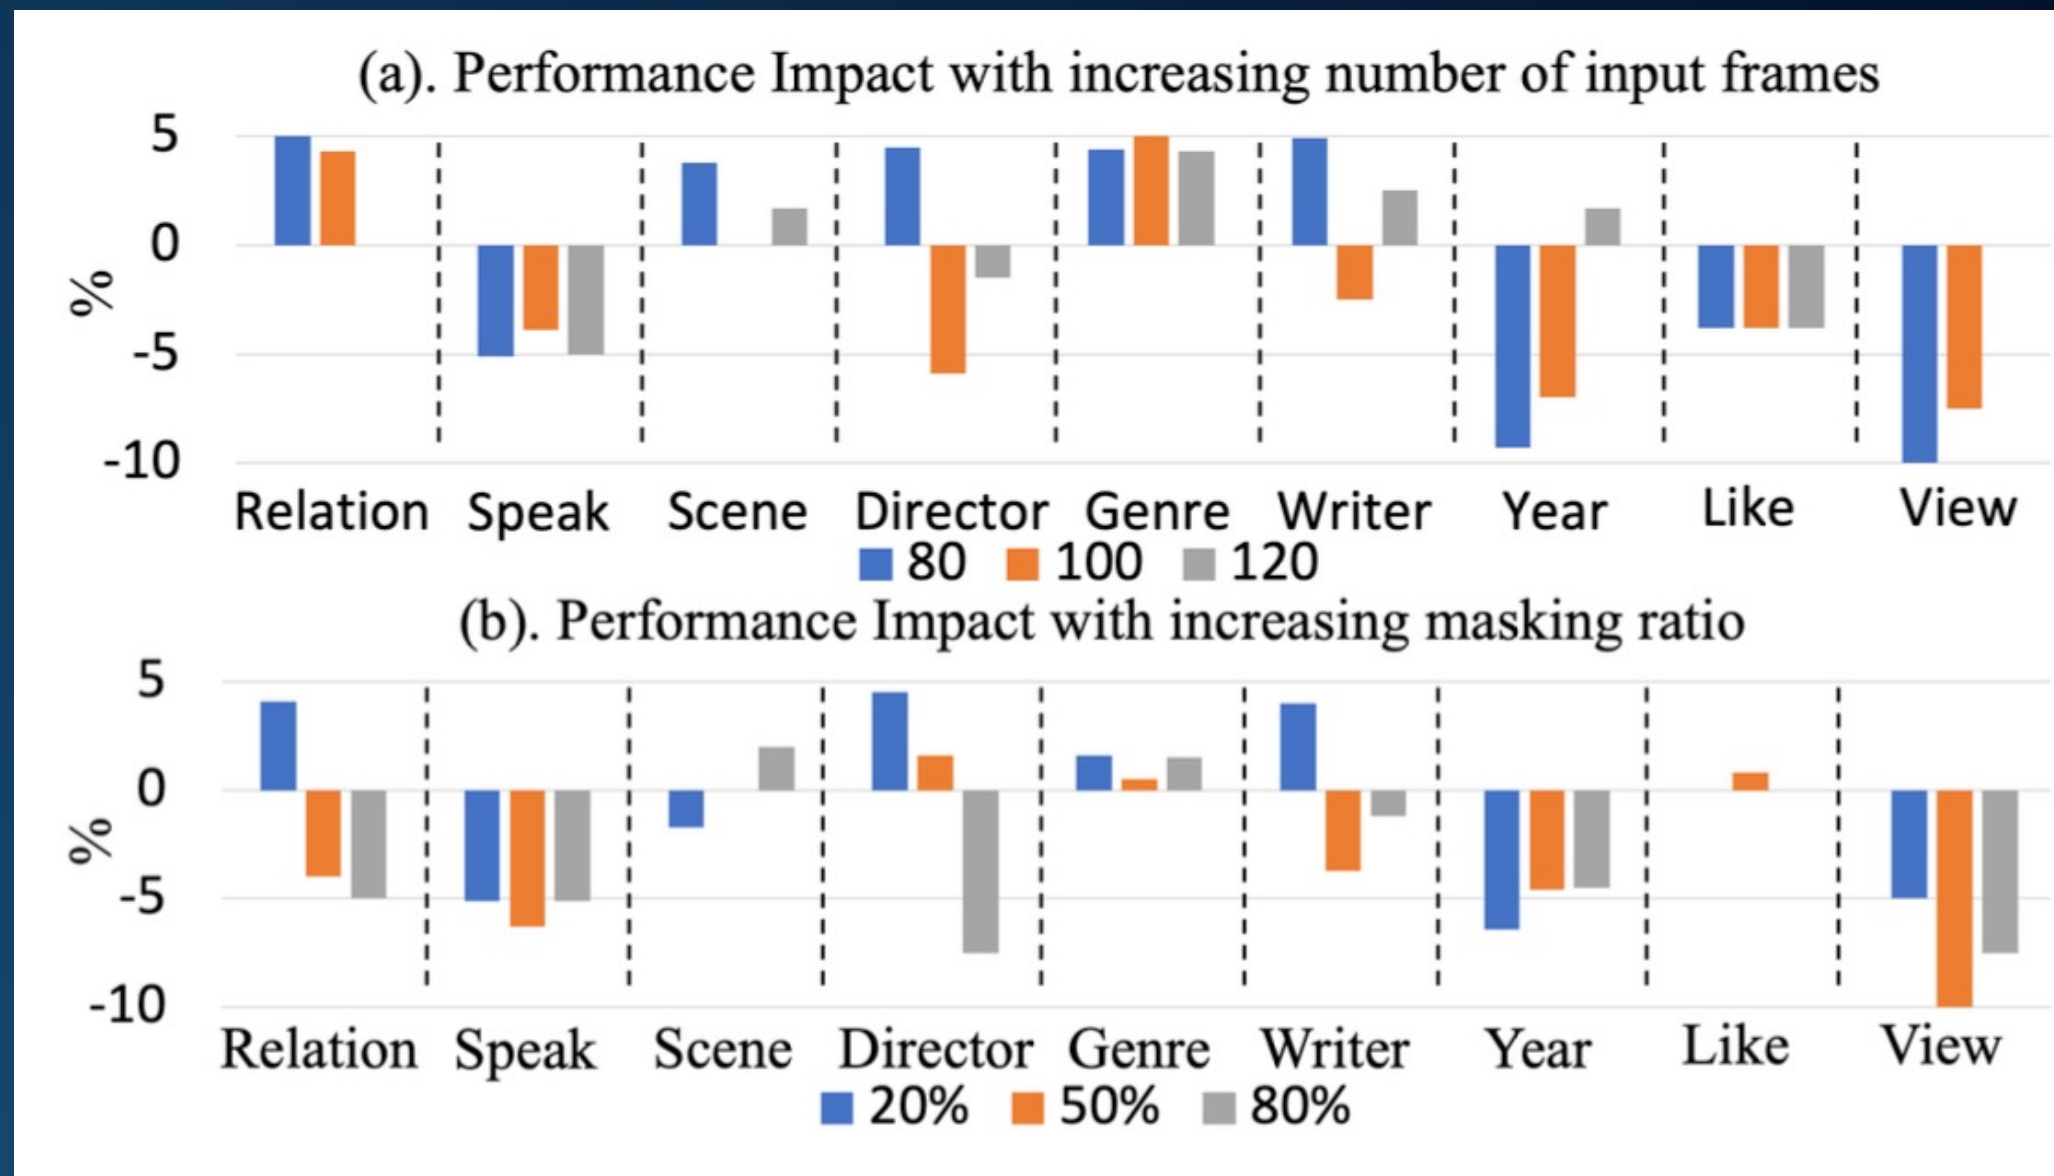 (a). Performance Impact with increasing number of input frames
5
0
%
-5
-10
Relation Speak Scene Director Genre Writer Year Like View
80 100 120
(b). Performance Impact with increasing masking ratio
5
0
%
-5
-10
Relation Speak Scene Director Genre Writer Year Like View
20% 50% 80%